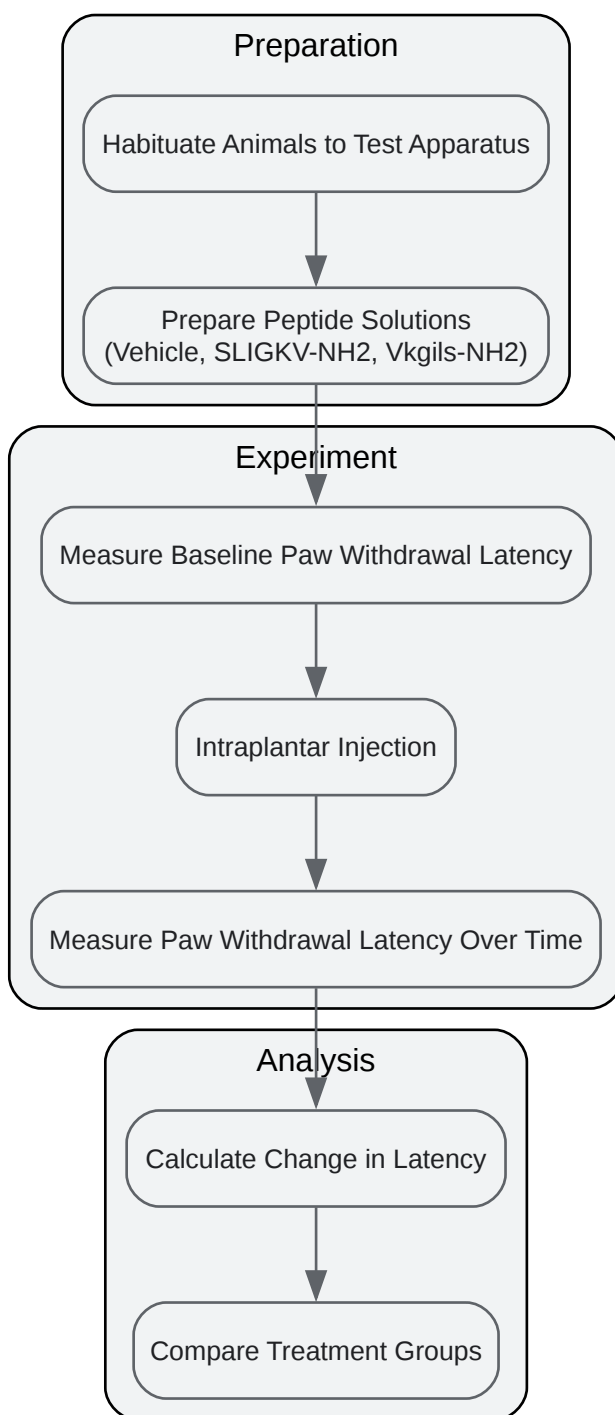 Preparation
Habituate Animals to Test Apparatus
Prepare Peptide Solutions
(Vehicle, SLIGKV-NH2, Vkgils-NH2)
Experiment
Measure Baseline Paw Withdrawal Latency
Intraplantar Injection
Measure Paw Withdrawal Latency Over Time
Analysis
Calculate Change in Latency
Compare Treatment Groups